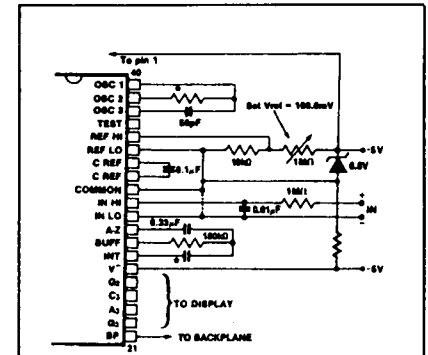 To pin 1
40
OSC 1
OSC 2
OSC 3
TEST
REF HI
REF LO
C REF
C REF
COMMON
IN HI
IN LO
A-Z
BUFF
INT
V-
G2
C3
A3
G3
BP
21
*
Set Vref = 100.0mV
10kΩ
1MΩ
-5V
6.8V
0.1µF
1MΩ
+
IN
-
0.01µF
0.33µF
180kΩ
*
-5V
TO DISPLAY
TO BACKPLANE